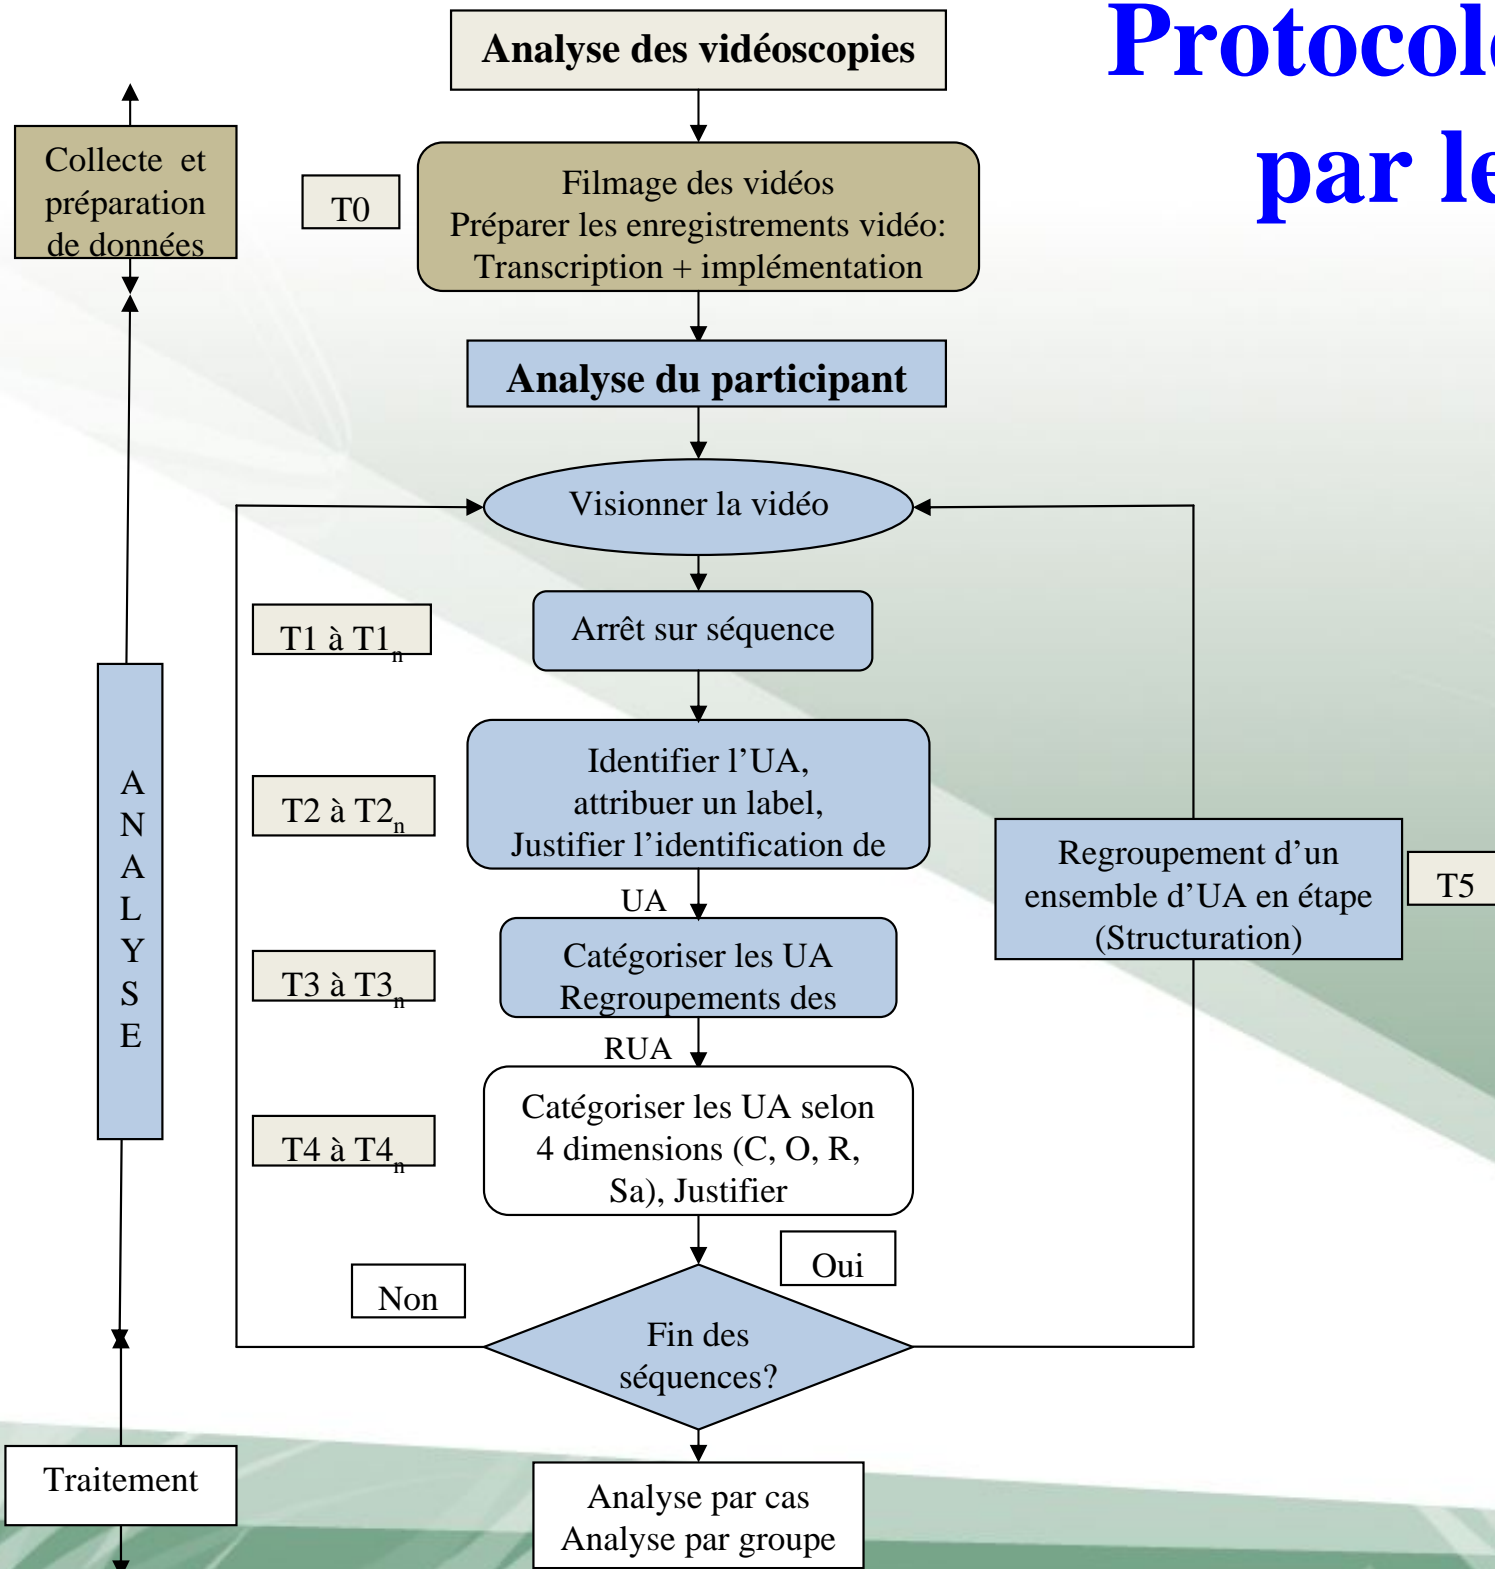 Protocole
par le
Analyse des vidéoscopies
Collecte et
préparation
de données
T0
Filmage des vidéos
Préparer les enregistrements vidéo:
Transcription + implémentation
Analyse du participant
Visionner la vidéo
T1 à T1n
Arrêt sur séquence
A
N
A
L
Y
S
E
T2 à T2n
Identifier l’UA,
attribuer un label,
Justifier l’identification de
UA
Regroupement d’un
ensemble d’UA en étape
(Structuration)
T5
T3 à T3n
Catégoriser les UA
Regroupements des
RUA
T4 à T4n
Catégoriser les UA selon
4 dimensions (C, O, R,
Sa), Justifier
Non
Oui
Fin des
séquences?
Traitement
Analyse par cas
Analyse par groupe